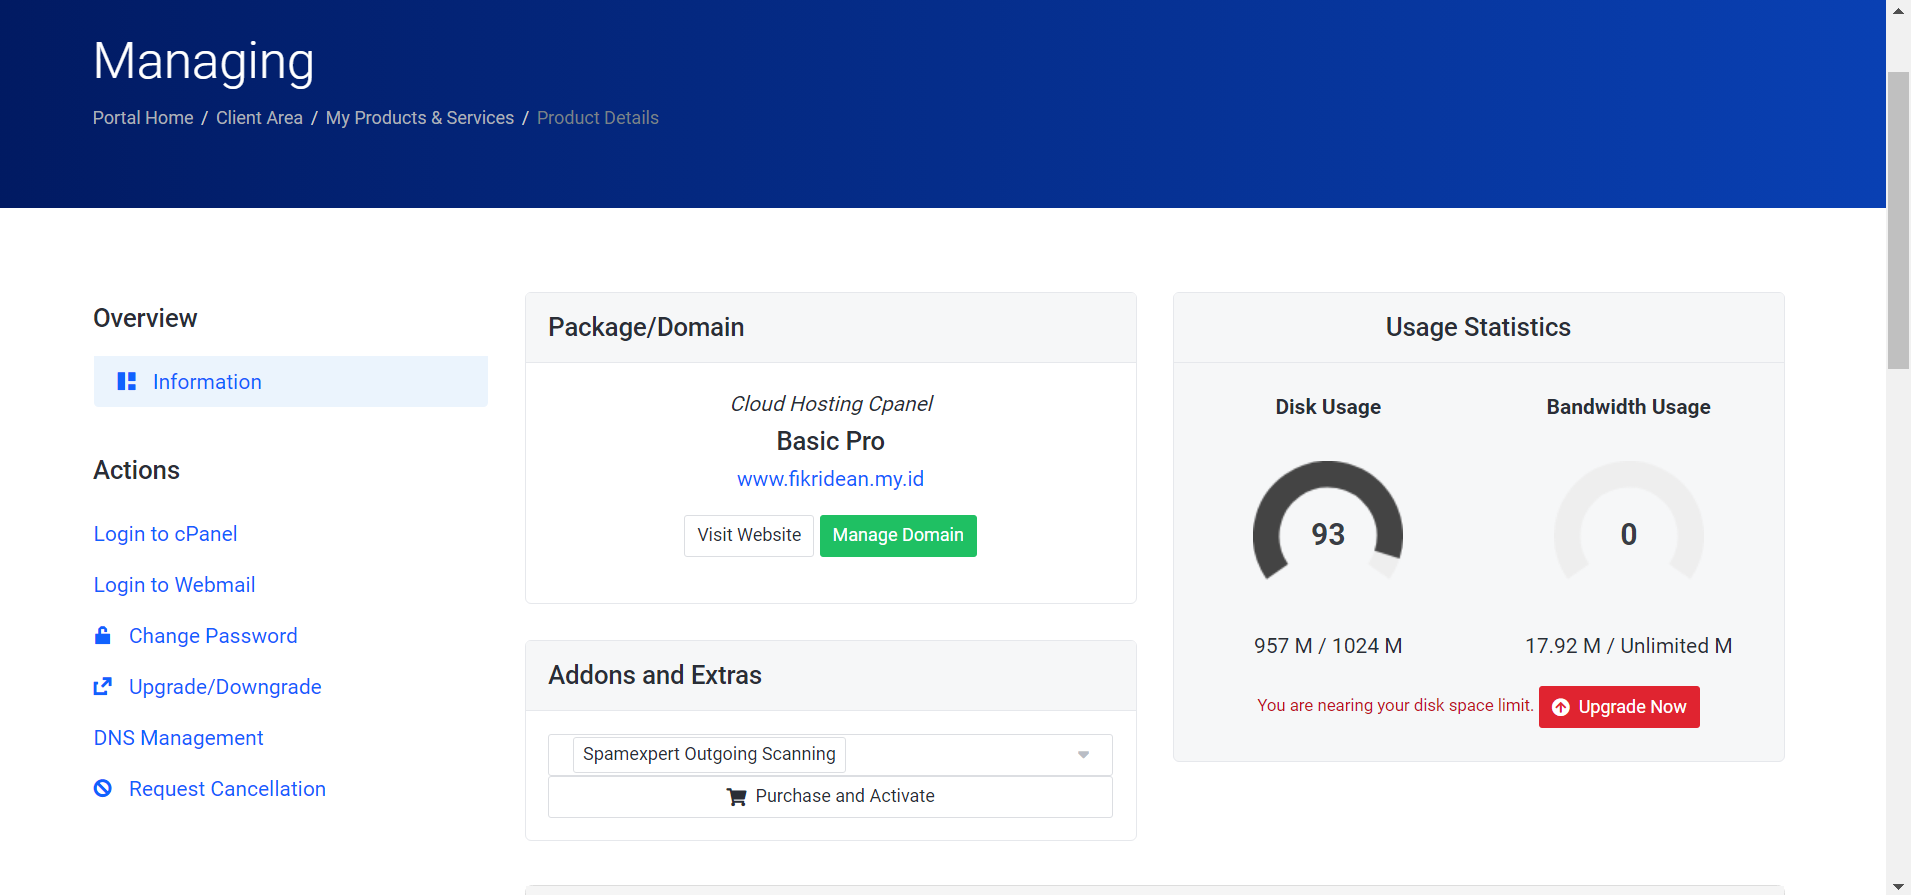 Managing
Portal Home / Client Area / My Products & Services / Product Details
Overview
Information
Actions
Login to cPanel
Login to Webmail
Change Password
Upgrade/Downgrade
DNS Management
Request Cancellation
Package/Domain
Cloud Hosting Cpanel
Basic Pro
www.fikridean.my.id
Visit Website
Manage Domain
Addons and Extras
Spamexpert Outgoing Scanning
Purchase and Activate
Usage Statistics
Disk Usage
93
957 M / 1024 M
Bandwidth Usage
0
17.92 M / Unlimited M
You are nearing your disk space limit.
Upgrade Now